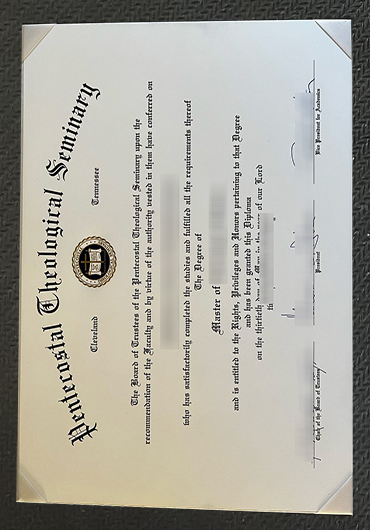 Pentecostal Theological Seminary
Cleveland Tennessee
The Board of Trustees of the Pentecostal Theological Seminary upon the
recommendation of the Faculty and by virtue of the authority vested in them have conferred on
who has satisfactorily completed the studies and fulfilled all the requirements thereof
The Degree of
Master of
and is entitled to the Rights, Privileges and Honors pertaining to that Degree
and has been granted this Diploma
on the thirtieth day of May in the year of our Lord
Chair of the Board of Trustees
President
Vice President for Academics